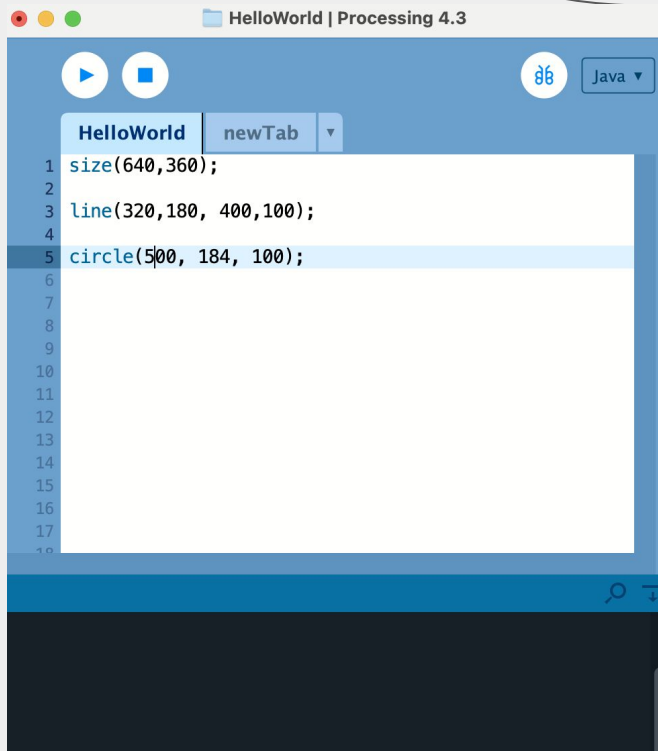 HelloWorld | Processing 4.3
Java ▼
HelloWorld newTab ▼
1 size(640,360);
2
3 line(320,180, 400,100);
4
5 circle(500, 184, 100);
6
7
8
9
10
11
12
13
14
15
16
17
18